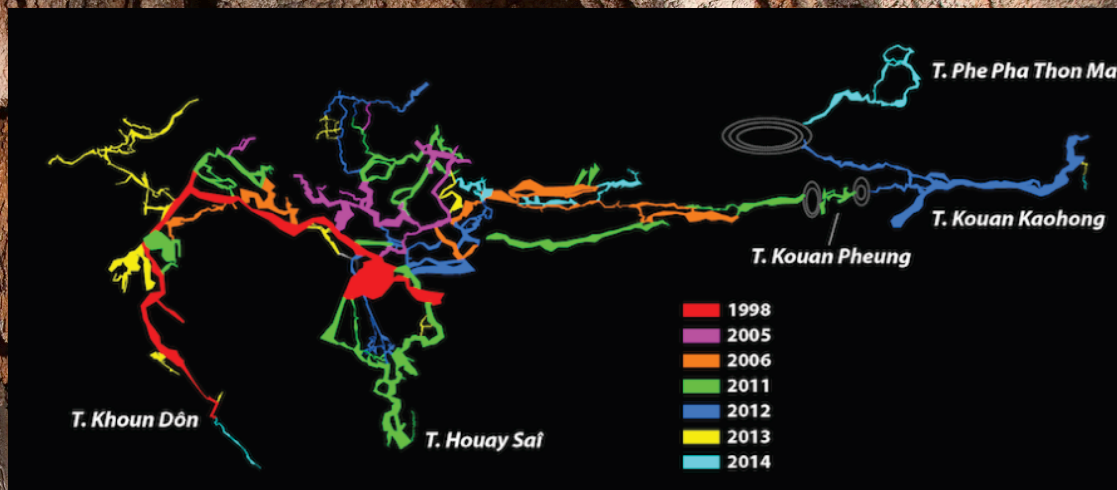 T. Phe Pha Thon Ma
T. Kouan Kaohong
T. Kouan Pheung
1998
2005
2006
2011
2012
2013
2014
T. Khoun Dôn
T. Houay Saî